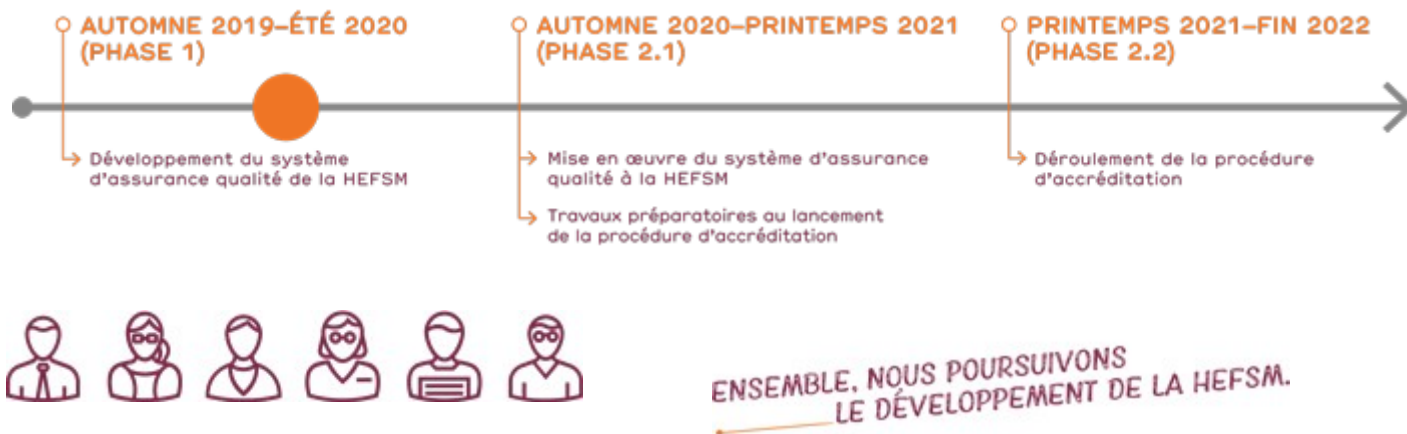 AUTOMNE 2019–ÉTÉ 2020
(PHASE 1)
Développement du système
d'assurance qualité de la HEFSM
AUTOMNE 2020–PRINTEMPS 2021
(PHASE 2.1)
Mise en œuvre du système d'assurance
qualité à la HEFSM
Travaux préparatoires au lancement
de la procédure d'accréditation
PRINTEMPS 2021–FIN 2022
(PHASE 2.2)
Déroulement de la procédure
d'accréditation
ENSEMBLE, NOUS POURSUIVONS
LE DÉVELOPPEMENT DE LA HEFSM.